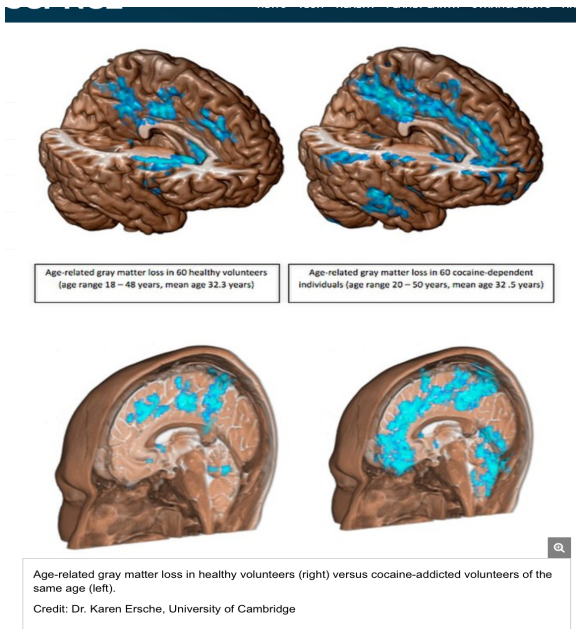 Age-related gray matter loss in 60 healthy volunteers
(age range 18 – 48 years, mean age 32.3 years)
Age-related gray matter loss in 60 cocaine-dependent
individuals (age range 20 – 50 years, mean age 32 .5 years)
Age-related gray matter loss in healthy volunteers (right) versus cocaine-addicted volunteers of the
same age (left).
Credit: Dr. Karen Ersche, University of Cambridge